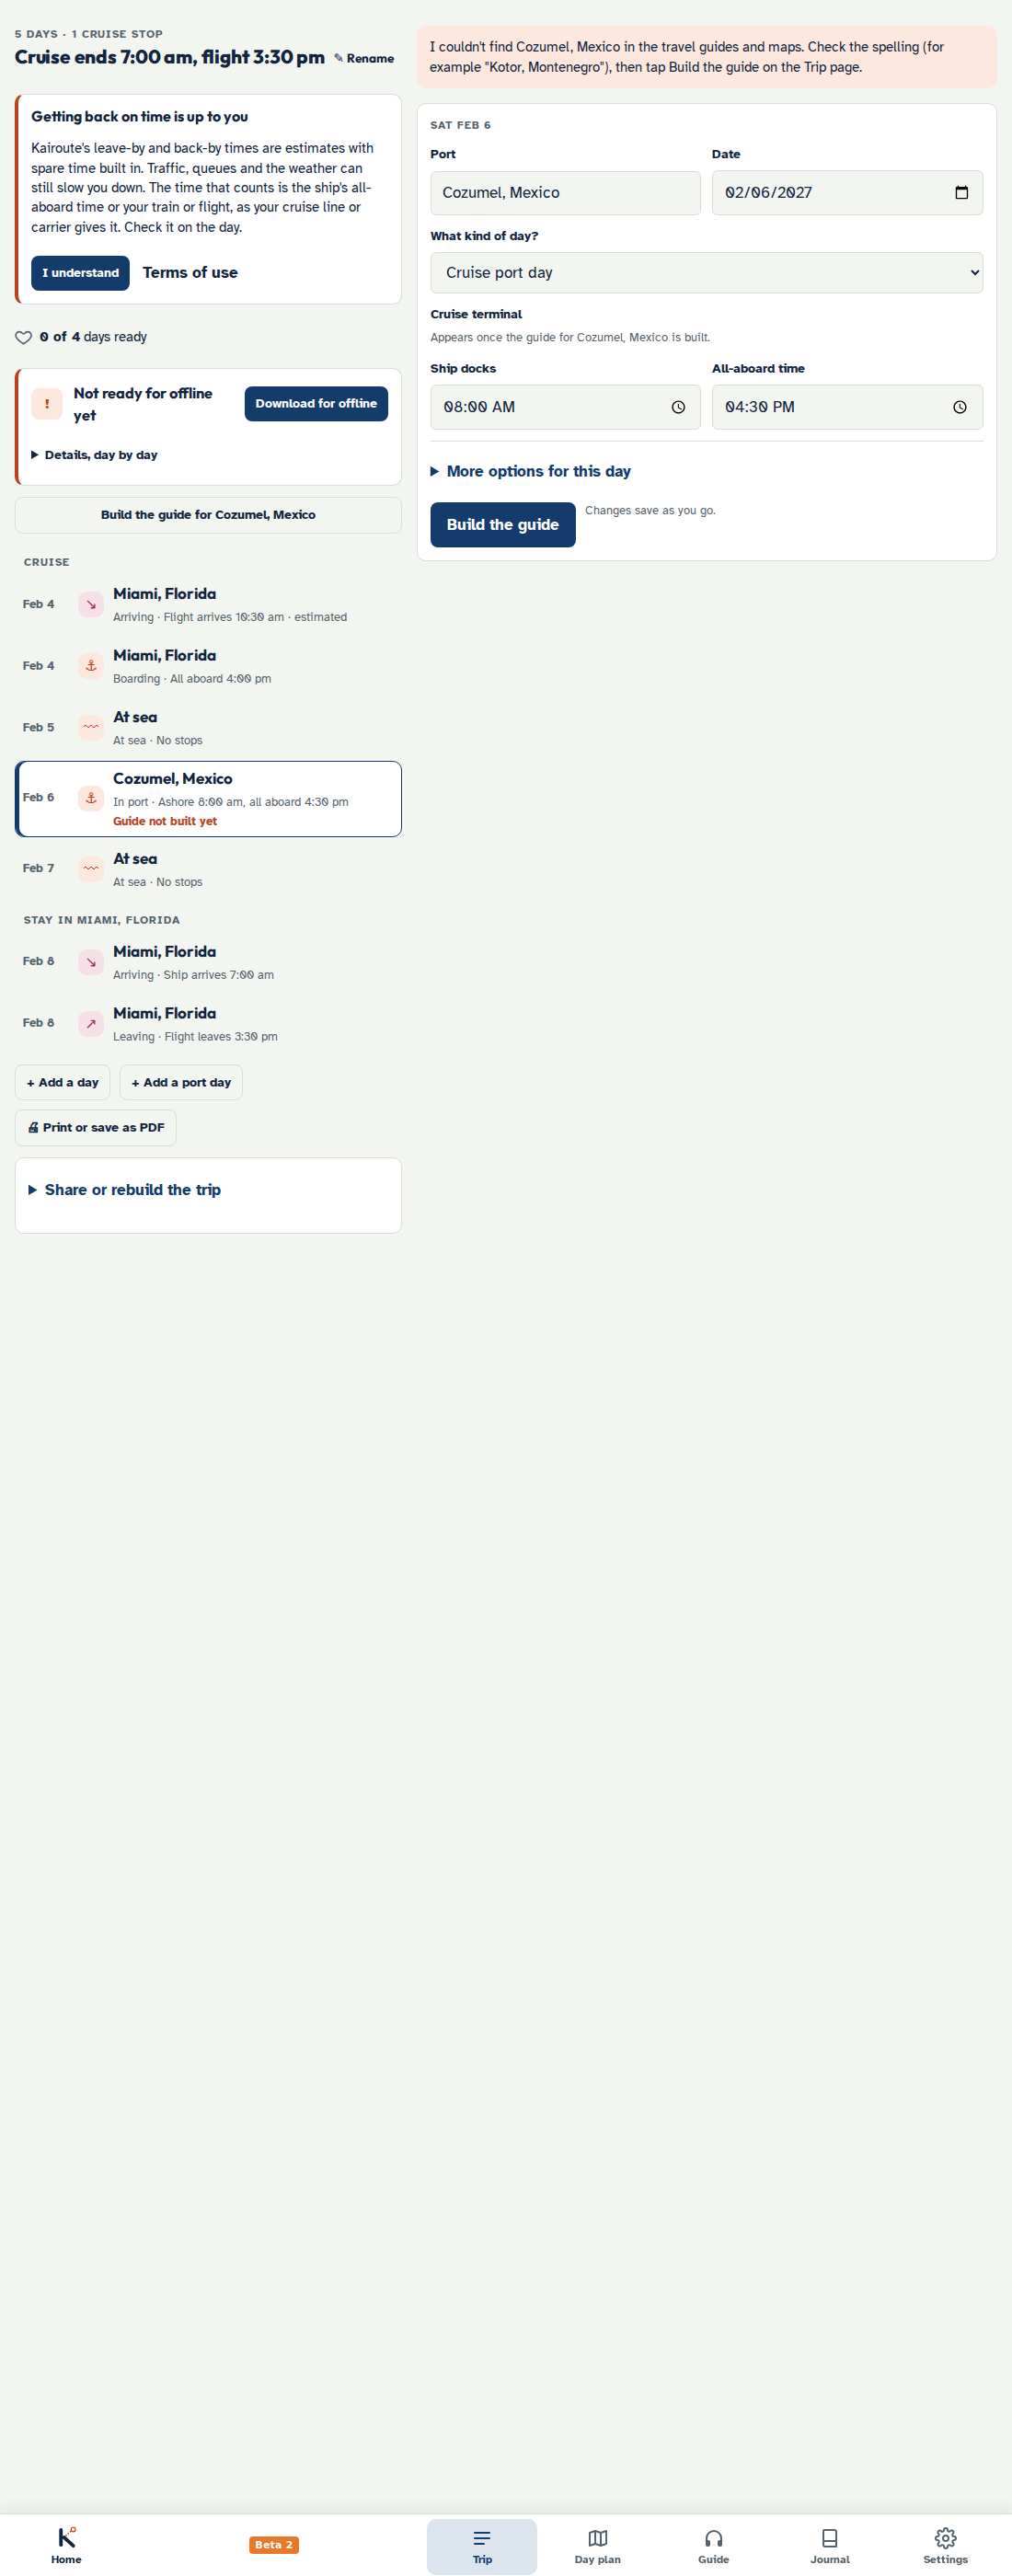 5 DAYS · 1 CRUISE STOP
Cruise ends 7:00 am, flight 3:30 pm ✎ Rename
Getting back on time is up to you
Kairoute's leave-by and back-by times are estimates with
spare time built in. Traffic, queues and the weather can
still slow you down. The time that counts is the ship's all-
aboard time or your train or flight, as your cruise line or
carrier gives it. Check it on the day.
I understand Terms of use
0 of 4 days ready
! Not ready for offline
yet
Download for offline
▶ Details, day by day
Build the guide for Cozumel, Mexico
CRUISE
Feb 4 ↘ Miami, Florida
Arriving · Flight arrives 10:30 am · estimated
Feb 4 Miami, Florida
Boarding · All aboard 4:00 pm
Feb 5 At sea
At sea · No stops
Feb 6 Cozumel, Mexico
In port · Ashore 8:00 am, all aboard 4:30 pm
Guide not built yet
Feb 7 At sea
At sea · No stops
STAY IN MIAMI, FLORIDA
Feb 8 ↘ Miami, Florida
Arriving · Ship arrives 7:00 am
Feb 8 ↗ Miami, Florida
Leaving · Flight leaves 3:30 pm
+ Add a day + Add a port day
Print or save as PDF
▶ Share or rebuild the trip
I couldn't find Cozumel, Mexico in the travel guides and maps. Check the spelling (for
example "Kotor, Montenegro"), then tap Build the guide on the Trip page.
SAT FEB 6
Port Date
Cozumel, Mexico 02/06/2027
What kind of day?
Cruise port day
Cruise terminal
Appears once the guide for Cozumel, Mexico is built.
Ship docks All-aboard time
08:00 AM 04:30 PM
▶ More options for this day
Build the guide Changes save as you go.
Home Beta 2 Trip Day plan Guide Journal Settings